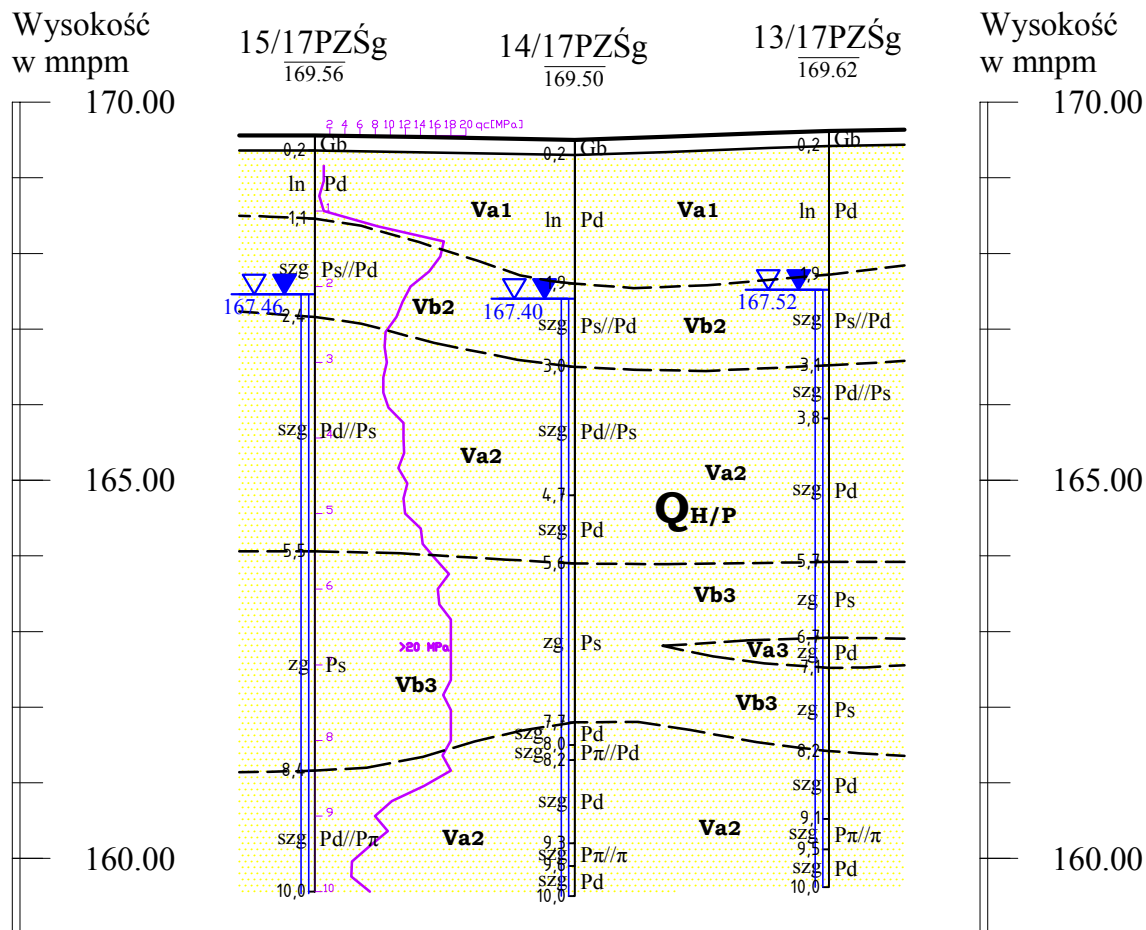 Wysokość
w mnpm
15/17PZŚg
169.56
14/17PZŚg
169.50
13/17PZŚg
169.62
Wysokość
w mnpm
170.00
170.00
2 4 6 8 10 12 14 16 18 20 qc[MPa]
0,2 Gb
0,2 Gb
0,2 Gb
ln Pd
Va1
ln Pd
Va1
ln Pd
1,1
1
szg Ps//Pd
1,9
1,9
2
167.46
167.40
167.52
Vb2
2,4
szg Ps//Pd
Vb2
szg Ps//Pd
3
3,0
3,1
szg Pd//Ps
3,8
szg Pd//Ps
4
szg Pd//Ps
Va2
Va2
165.00
165.00
4,7
szg Pd
Q H/P
5
szg Pd
5,5
5,6
5,7
6
Vb3
zg Ps
6,7
>20 MPa
zg Ps
Va3
zg Pd
zg Ps
7
7,1
Vb3
Vb3
zg Ps
7,7
szg Pd
8
8,0
szg Pπ//Pd
8,2
8,2
8,4
szg Pd
szg Pd
9
9,1
szg Pd//Pπ
Va2
Va2
szg Pπ//π
9,3
szg Pπ//π
9,5
9,6
160.00
160.00
szg Pd
szg Pd
10,0
10
10,0
10,0